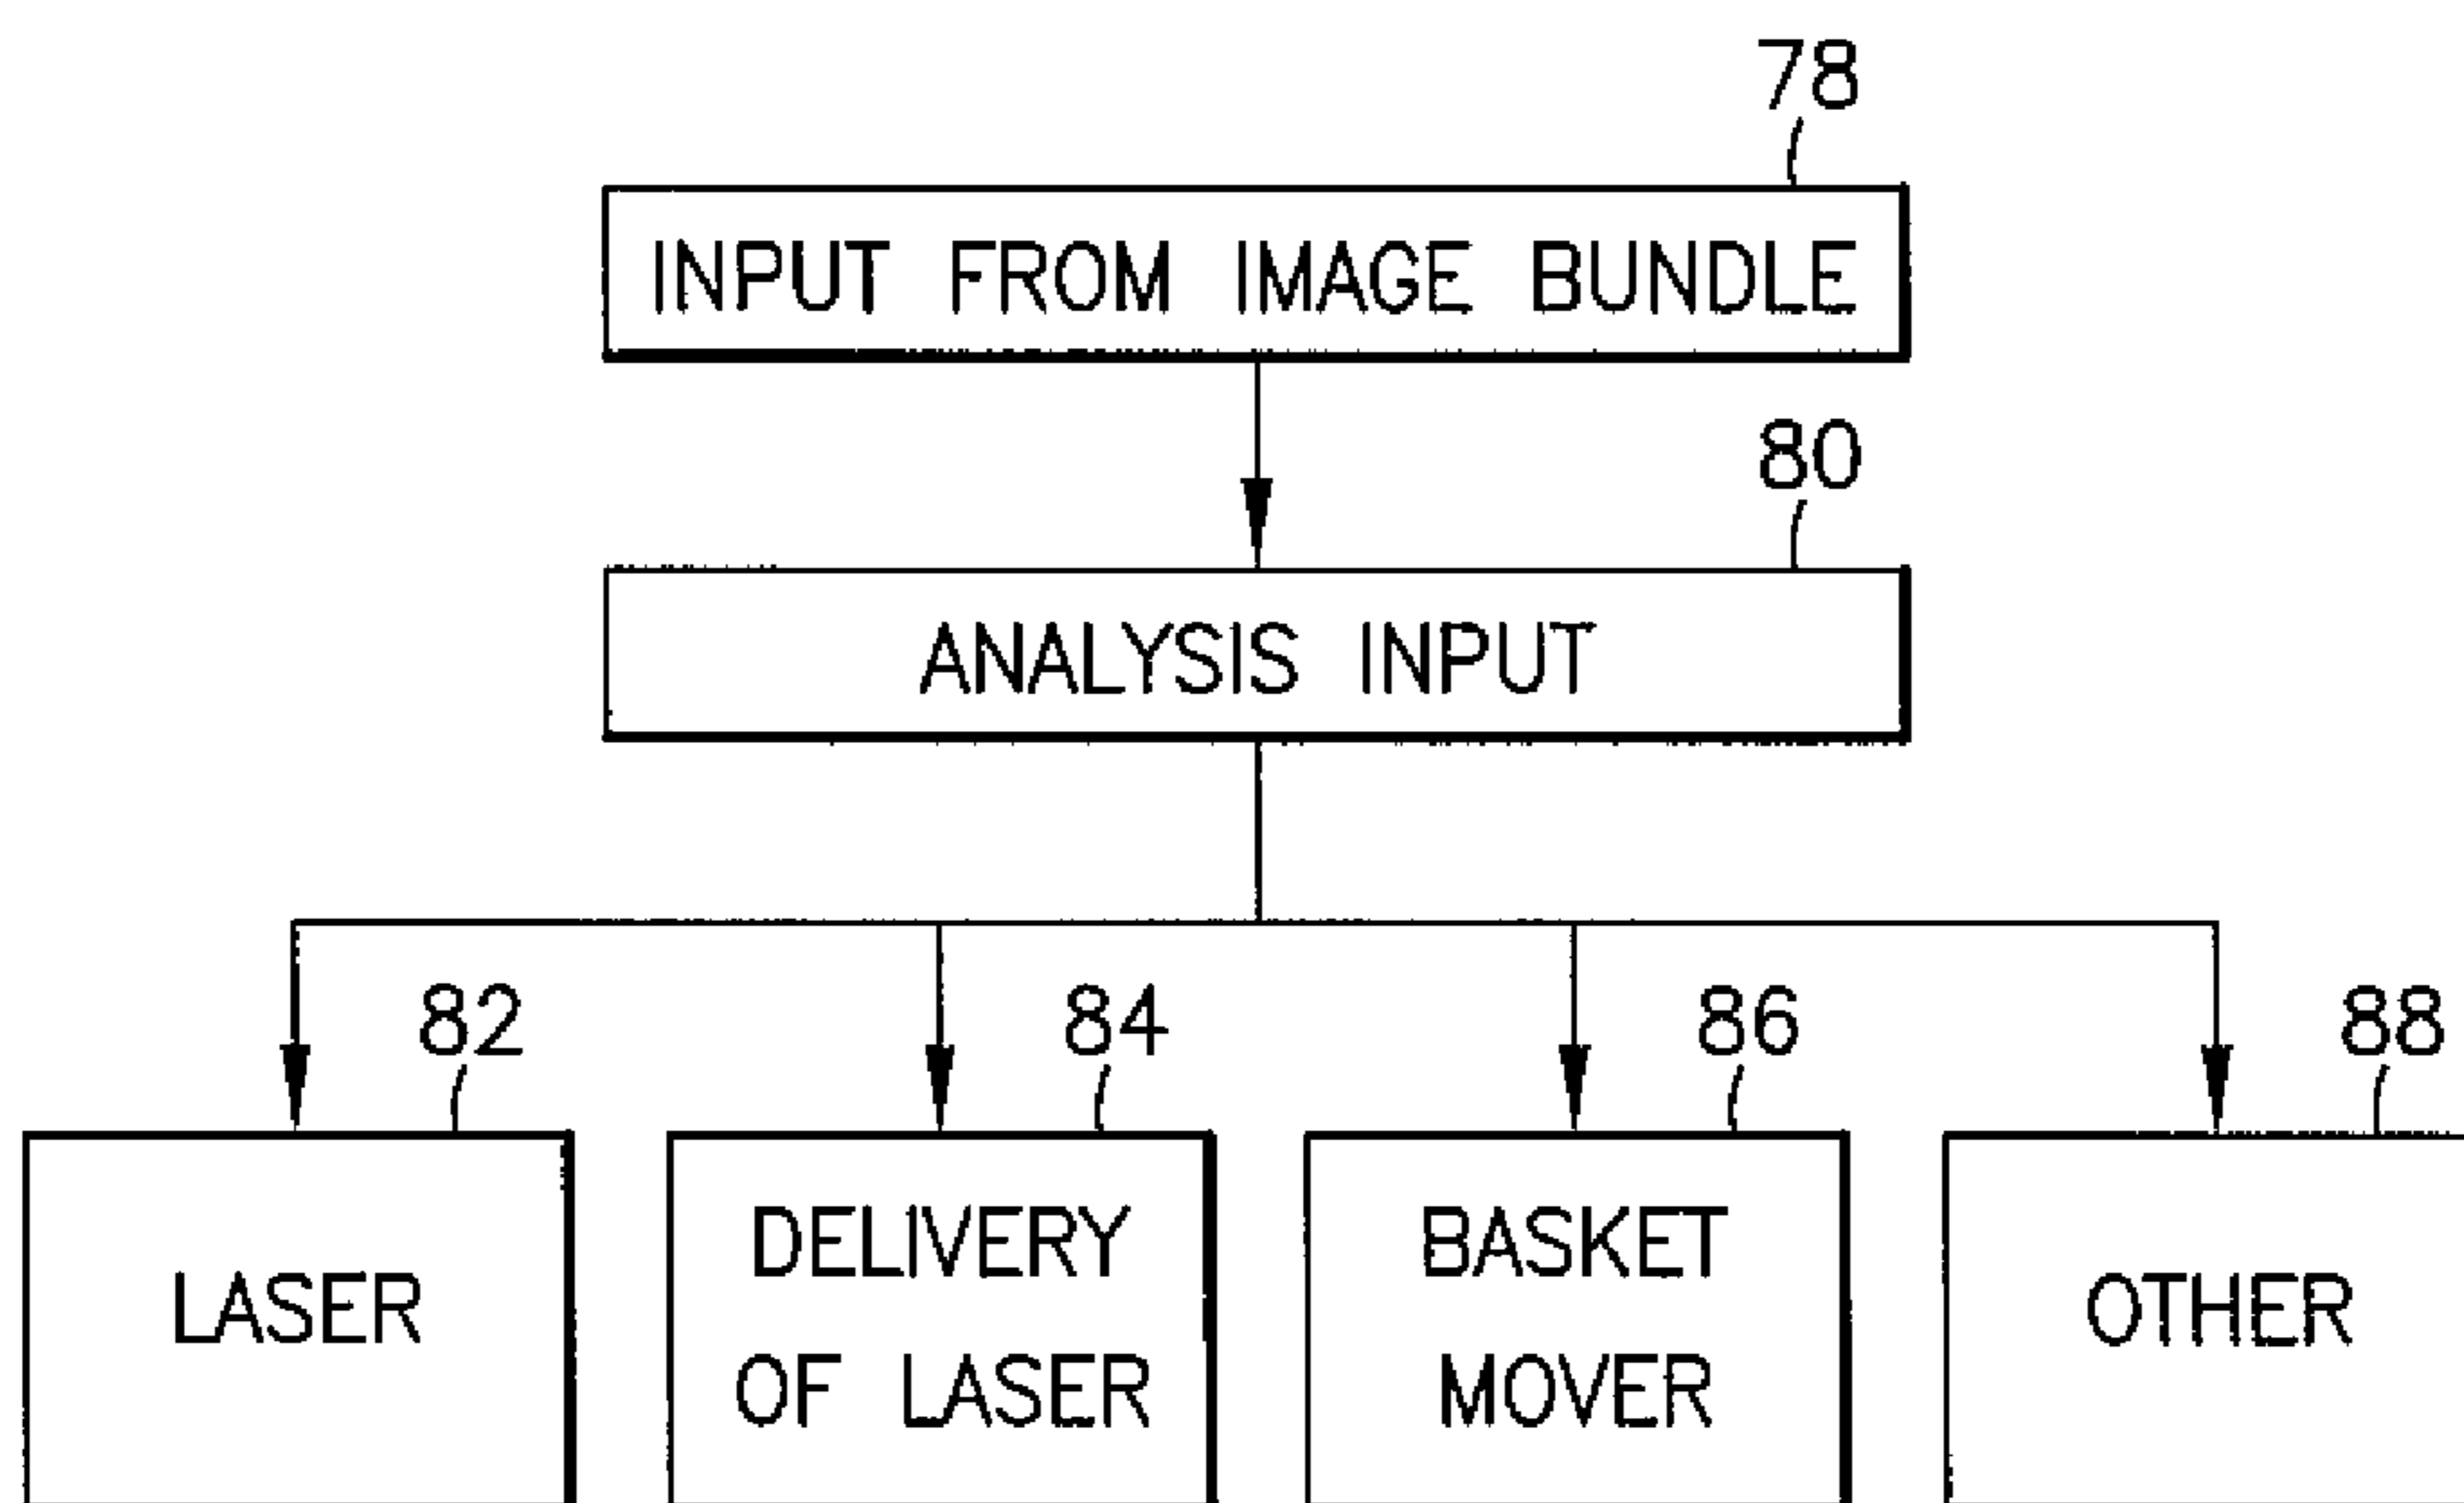 78
INPUT FROM IMAGE BUNDLE
80
ANALYSIS INPUT
82
84
86
88
LASER
DELIVERY
OF LASER
BASKET
MOVER
OTHER